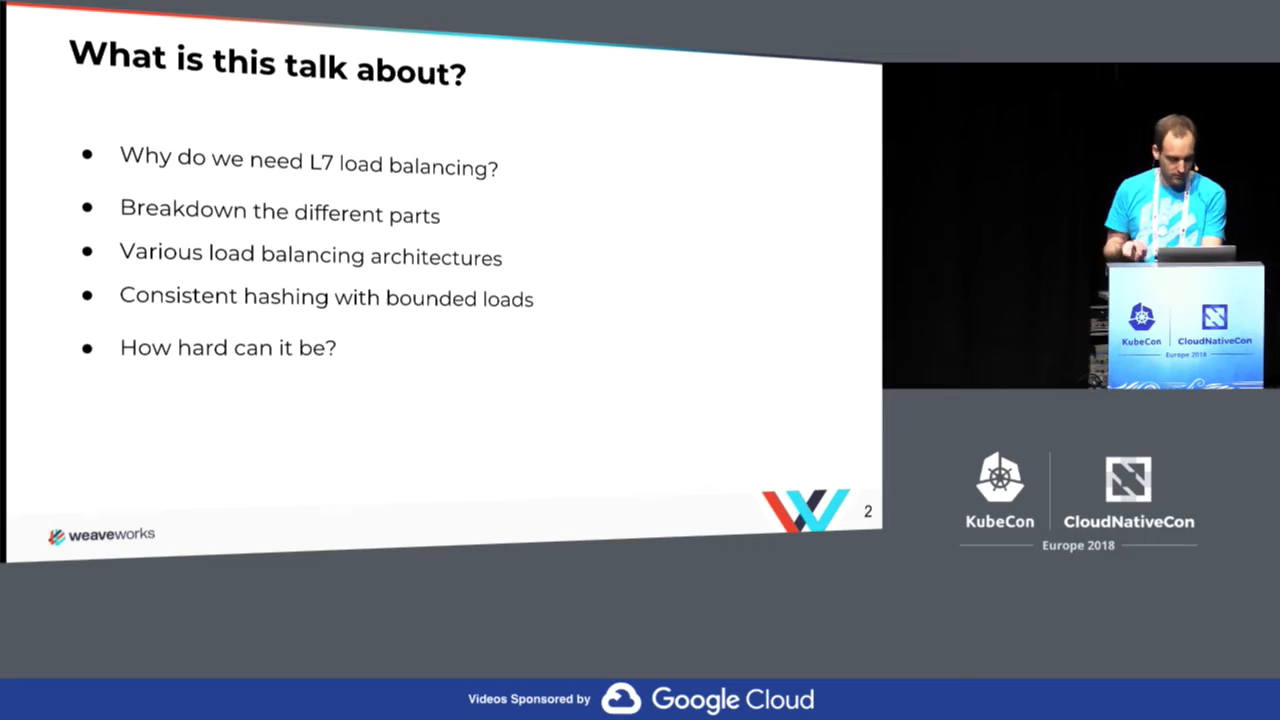 What is this talk about?
● Why do we need L7 load balancing?
● Breakdown the different parts
● Various load balancing architectures
● Consistent hashing with bounded loads
● How hard can it be?
weaveworks
2
KubeCon
CloudNativeCon
Europe 2018
KubeCon
CloudNativeCon
Europe 2018
Videos Sponsored by Google Cloud